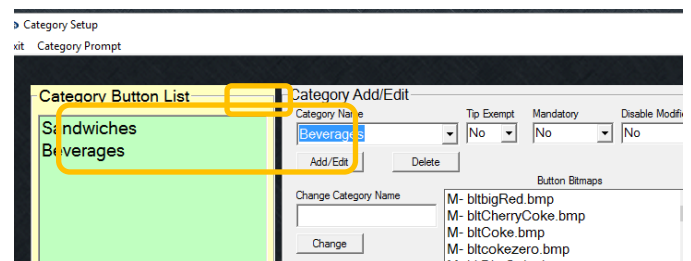 Category Setup
xit Category Prompt
Category Button List
Sandwiches
Beverages
Category Add/Edit
Category Name
Tip Exempt
Mandatory
Disable Modifie
Beverages
No
No
No
Add/Edit
Delete
Button Bitmaps
Change Category Name
M- bltbigRed.bmp
M- bltCherryCoke.bmp
M- bltCoke.bmp
M- bltcokezero.bmp
Change